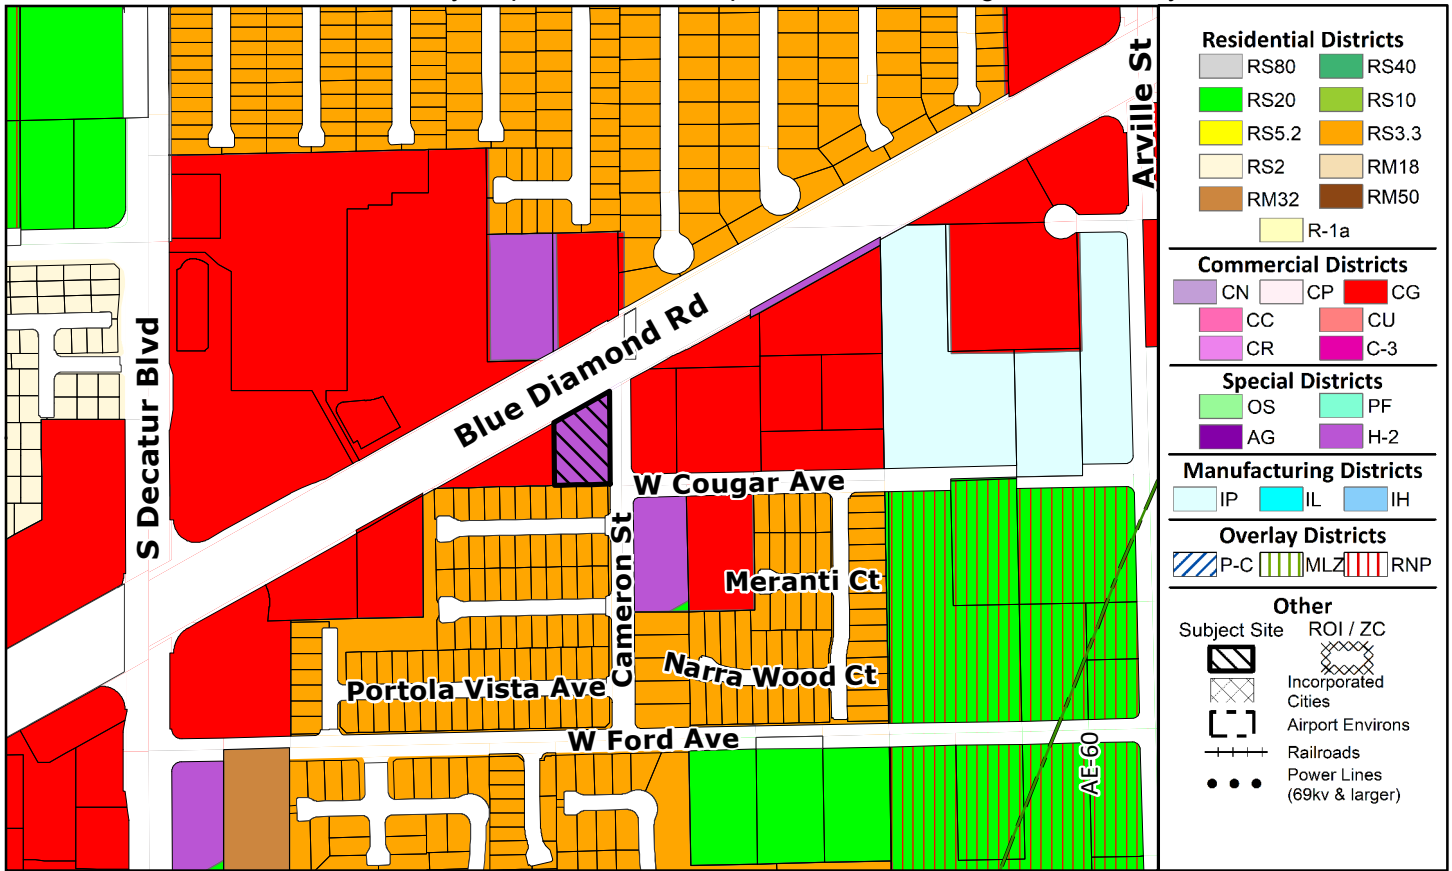 Arville St
Blue Diamond Rd
S Decatur Blvd
W Cougar Ave
Cameron St
Meranti Ct
Narra Wood Ct
Portola Vista Ave
W Ford Ave
AE-60
Residential Districts
RS80 RS40
RS20 RS10
RS5.2 RS3.3
RS2 RM18
RM32 RM50
R-1a
Commercial Districts
CN CP CG
CC CU
CR C-3
Special Districts
OS PF
AG H-2
Manufacturing Districts
IP IL IH
Overlay Districts
P-C MLZ RNP
Other
Subject Site ROI / ZC
Incorporated
Cities
Airport Environs
Railroads
Power Lines
(69kv & larger)